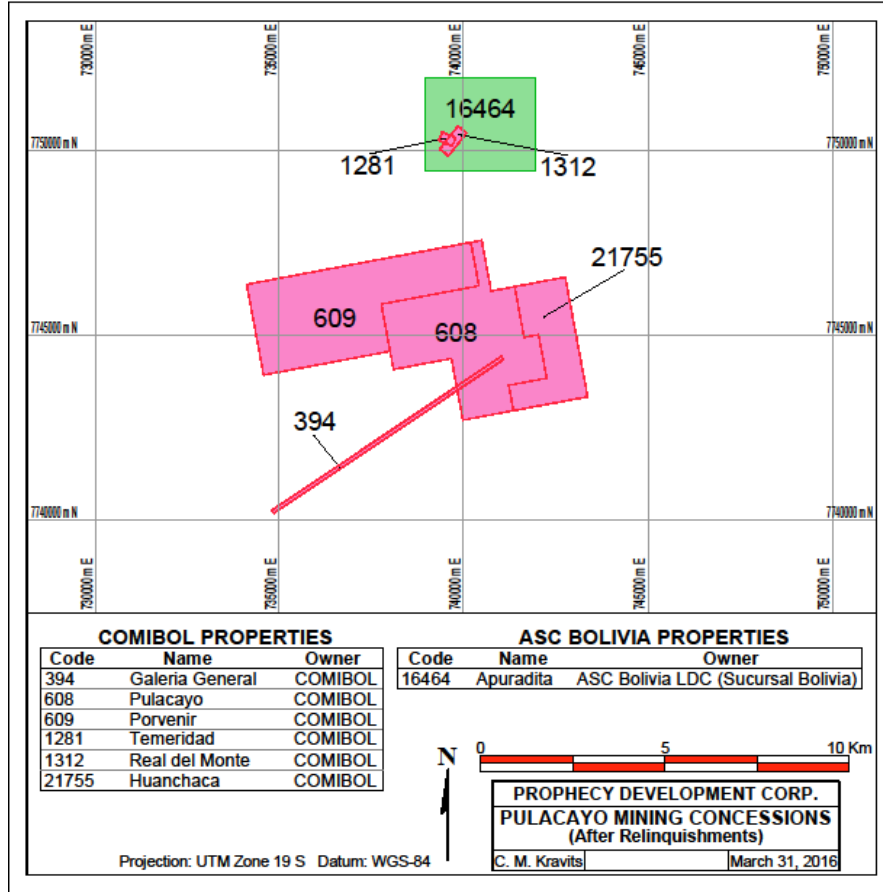 730000 m E
735000 m E
740000 m E
745000 m E
750000 m E
16464
7750000 m N
7750000 m N
1281
1312
21755
609
7745000 m N
608
7745000 m N
394
7740000 m N
7740000 m N
730000 m E
735000 m E
740000 m E
745000 m E
750000 m E
COMIBOL PROPERTIES
Code Name Owner
394 Galeria General COMIBOL
608 Pulacayo COMIBOL
609 Porvenir COMIBOL
1281 Temeridad COMIBOL
1312 Real del Monte COMIBOL
21755 Huanchaca COMIBOL
ASC BOLIVIA PROPERTIES
Code Name Owner
16464 Apuradita ASC Bolivia LDC (Sucursal Bolivia)
N
0 5 10 Km
PROPHECY DEVELOPMENT CORP.
PULACAYO MINING CONCESSIONS
(After Relinquishments)
C. M. Kravits March 31, 2016
Projection: UTM Zone 19 S Datum: WGS-84